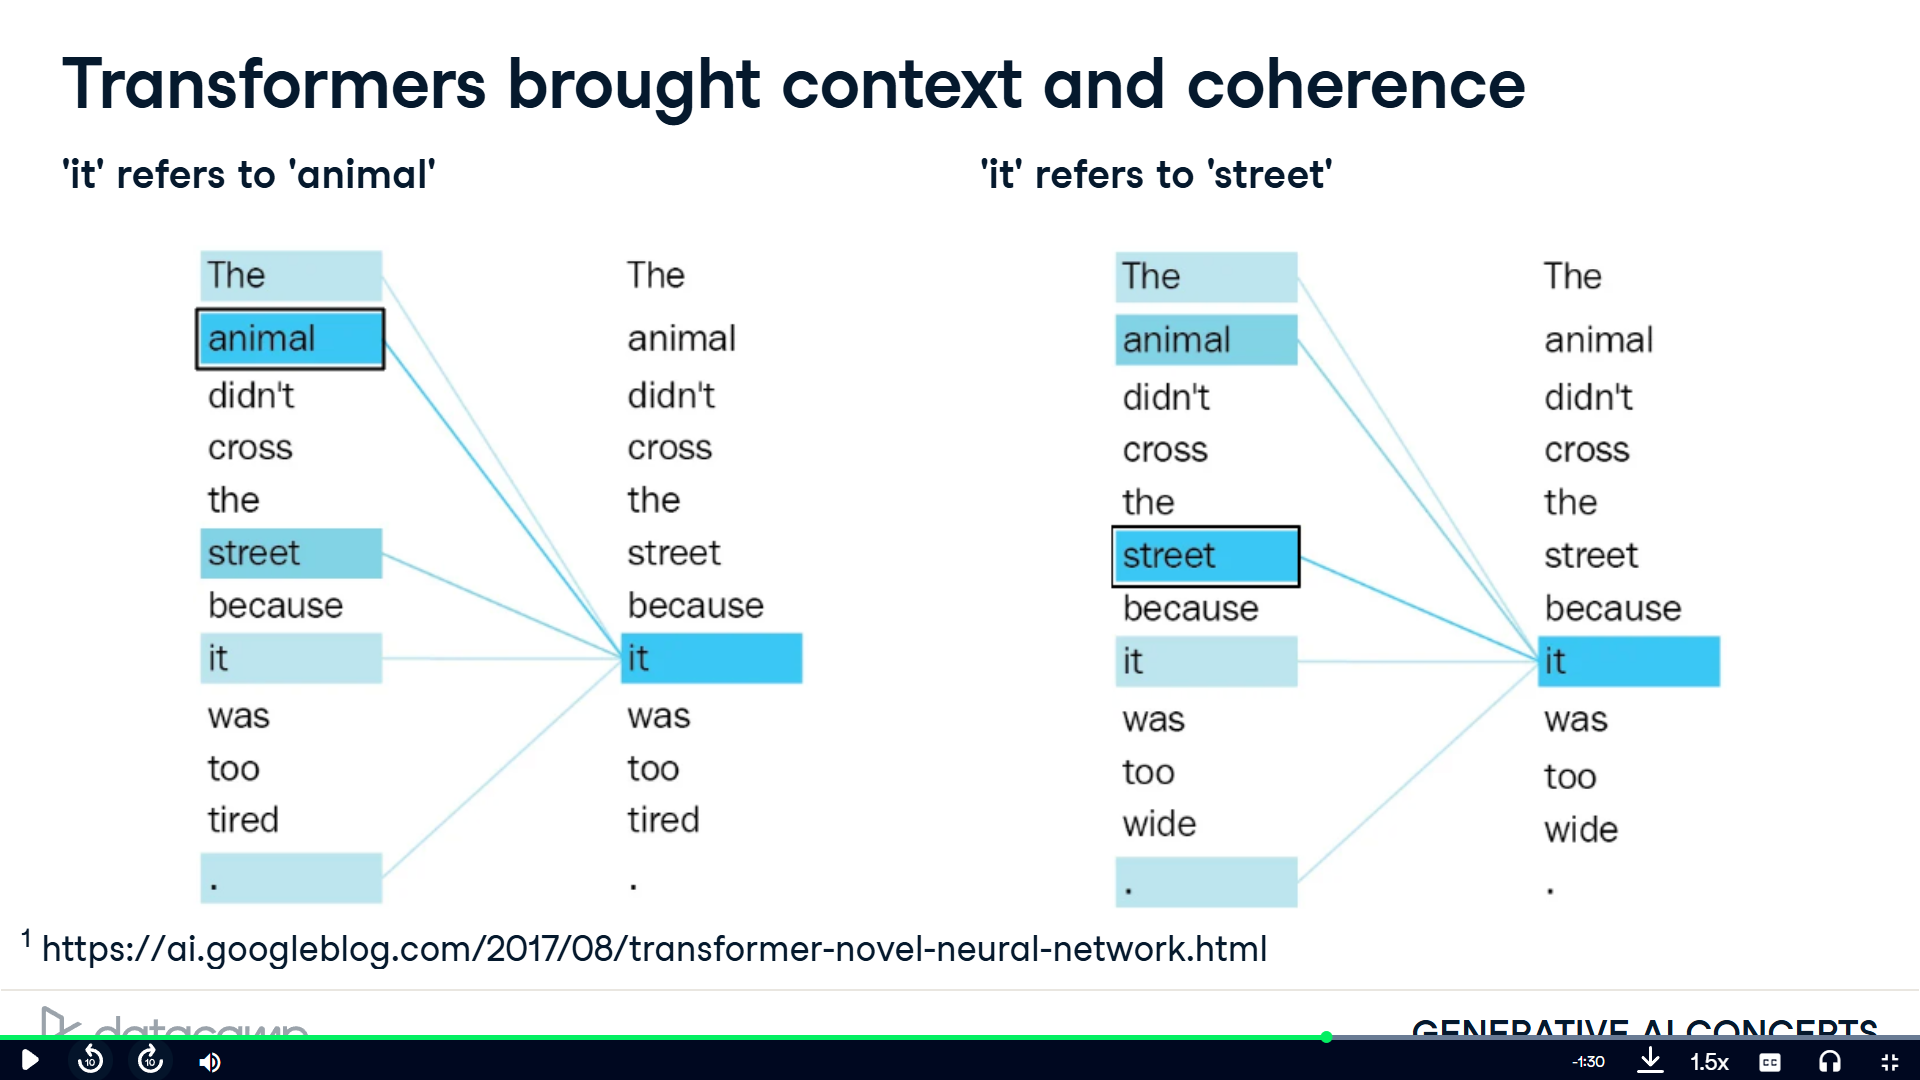 Transformers brought context and coherence
'it' refers to 'animal'
The
animal
didn't
cross
the
street
because
it
was
too
tired
.
The
animal
didn't
cross
the
street
because
it
was
too
tired
.
'it' refers to 'street'
The
animal
didn't
cross
the
street
because
it
was
too
wide
.
The
animal
didn't
cross
the
street
because
it
was
too
wide
.
1 https://ai.googleblog.com/2017/08/transformer-novel-neural-network.html
datacamp
GENERATIVE AI CONCEPTS
10
10
-1:30
1.5x
CC